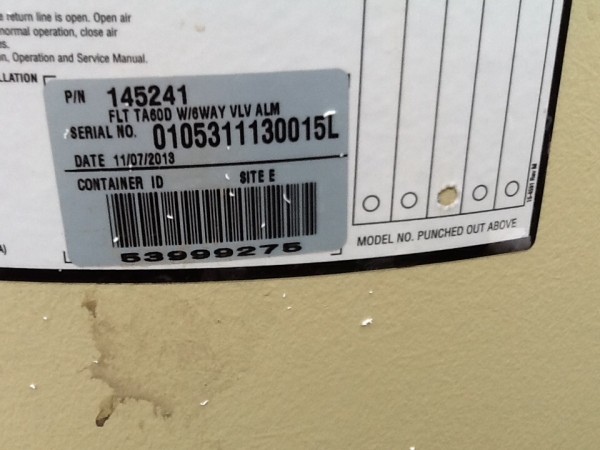 return line is open. Open air
normal operation, close air
n, Operation and Service Manual.
LLATION
P/N 145241
FLT TA60D W/6WAY VLV ALM
SERIAL NO. 0105311130015L
DATE 11/07/2013
CONTAINER ID SITE E
53999275
MODEL NO. PUNCHED OUT ABOVE
A)